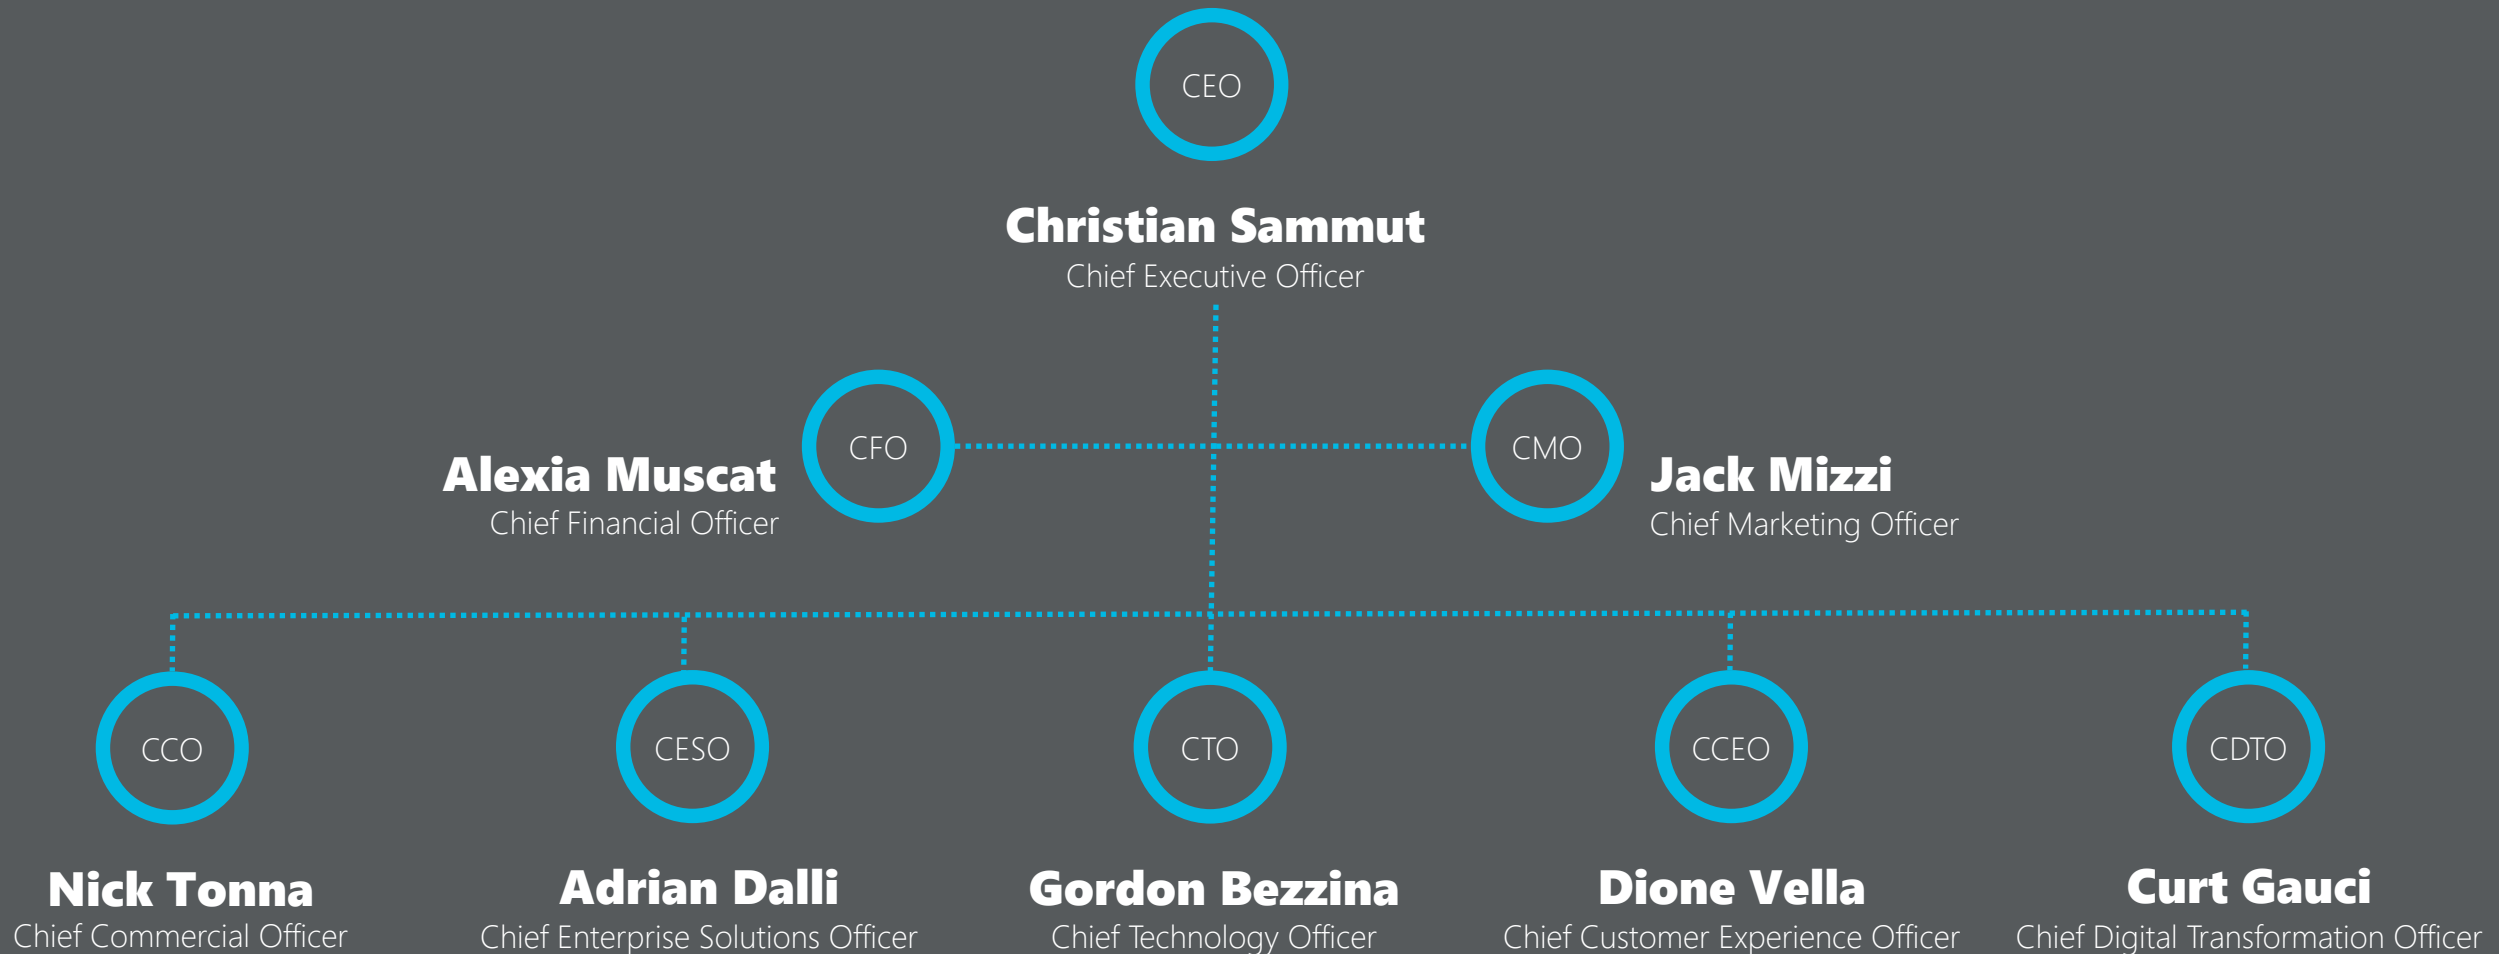 CEO
Christian Sammut
Chief Executive Officer
CFO
Alexia Muscat
Chief Financial Officer
CMO
Jack Mizzi
Chief Marketing Officer
CCO
Nick Tonna
Chief Commercial Officer
CESO
Adrian Dalli
Chief Enterprise Solutions Officer
CTO
Gordon Bezzina
Chief Technology Officer
CCEO
Dione Vella
Chief Customer Experience Officer
CDTO
Curt Gauci
Chief Digital Transformation Officer